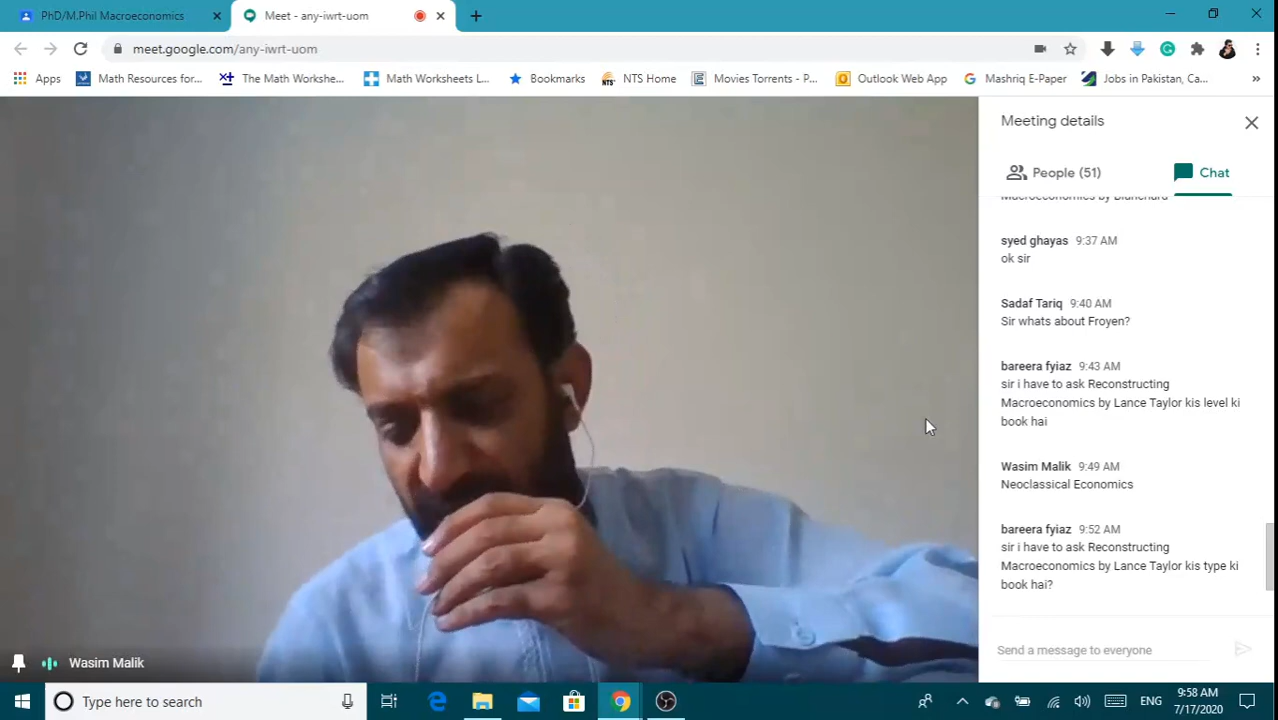 PhD/M.Phil Macroeconomics
Meet - any-iwrt-uom
meet.google.com/any-iwrt-uom
Apps
Math Resources for...
The Math Workshe...
Math Worksheets L...
Bookmarks
NTS Home
Movies Torrents - P...
Outlook Web App
Mashriq E-Paper
Jobs in Pakistan, Ca...
Meeting details
People (51)
Chat
Macroeconomics by Blanchard
syed ghayas 9:37 AM
ok sir
Sadaf Tariq 9:40 AM
Sir whats about Froyen?
bareera fyiaz 9:43 AM
sir i have to ask Reconstructing
Macroeconomics by Lance Taylor kis level ki
book hai
Wasim Malik 9:49 AM
Neoclassical Economics
bareera fyiaz 9:52 AM
sir i have to ask Reconstructing
Macroeconomics by Lance Taylor kis type ki
book hai?
Send a message to everyone
Wasim Malik
Type here to search
ENG
9:58 AM
7/17/2020